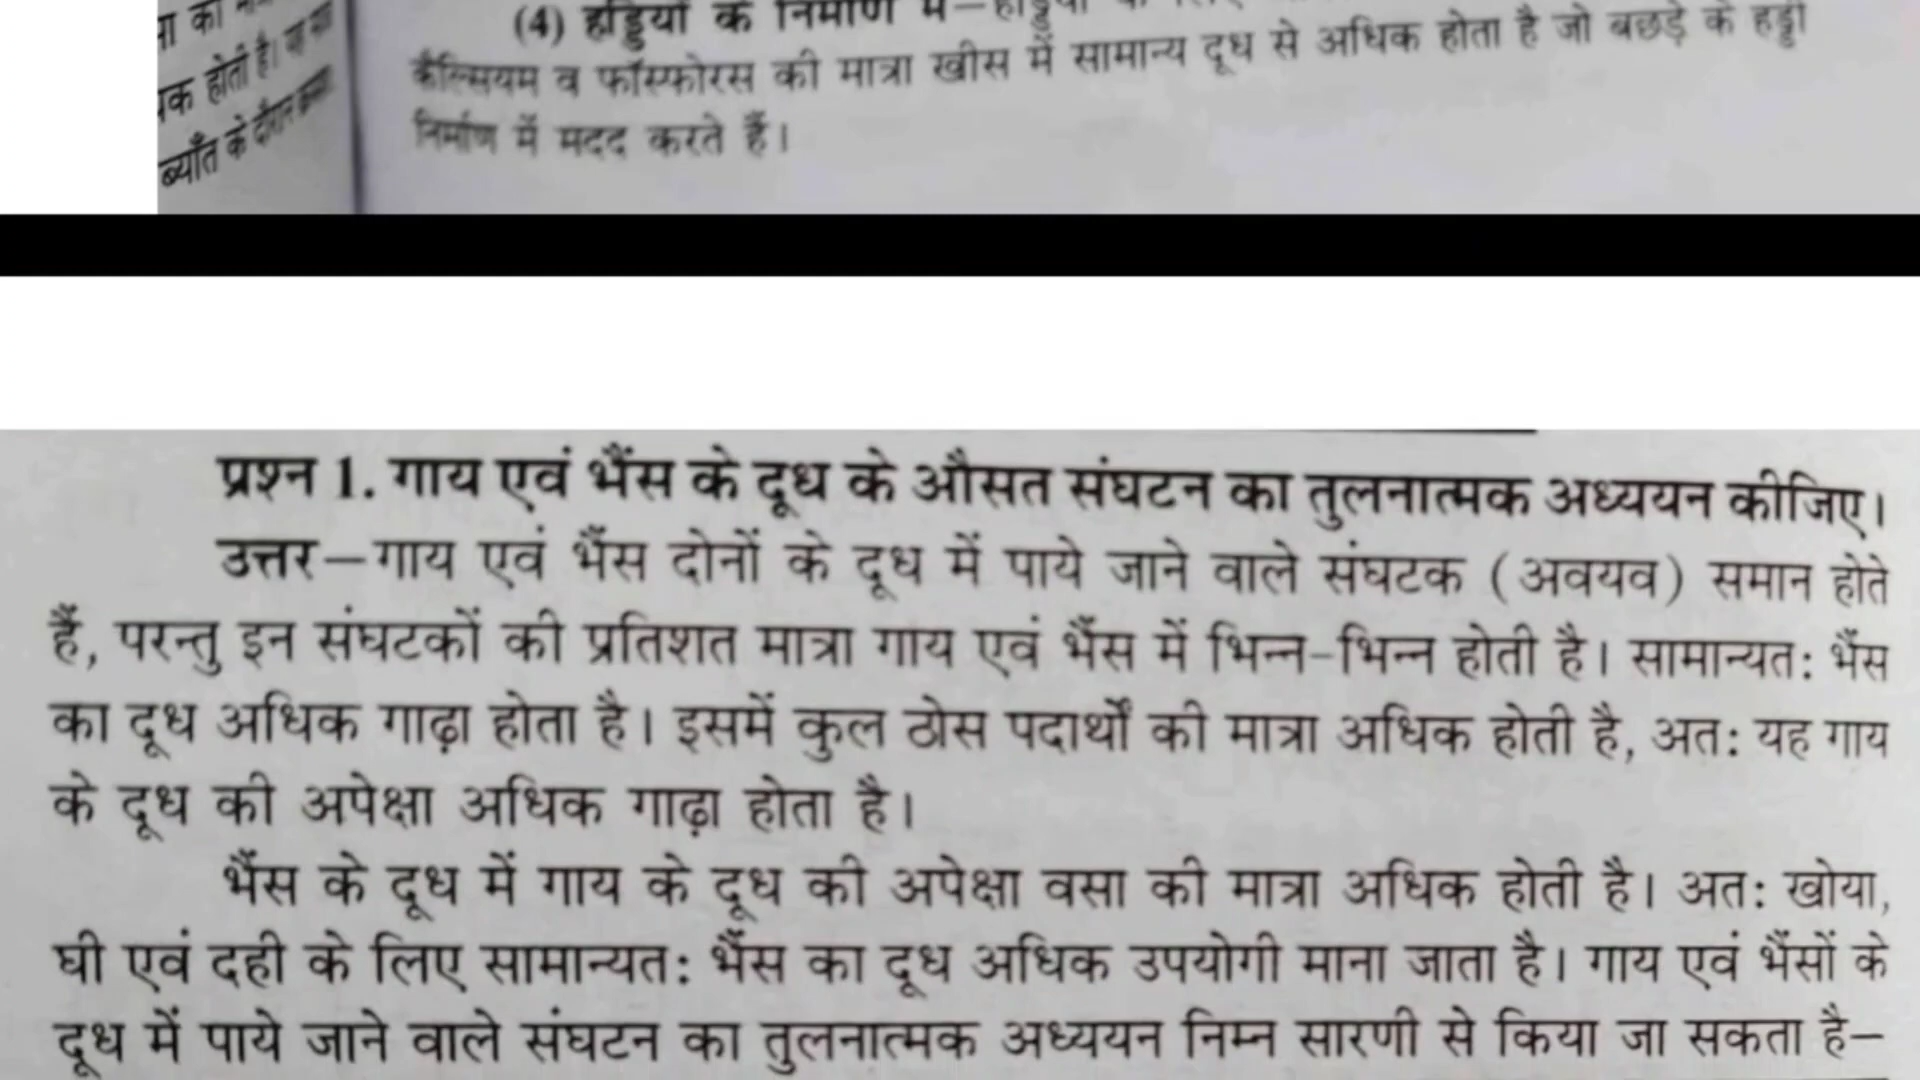 ा का
यक होती है।
ब्याँत के दौरान
(4) हड्डियों के निर्माण में—
कैल्सियम व फॉस्फोरस की मात्रा खीस में सामान्य दूध से अधिक होता है जो बछड़े के हड्डी
निर्माण में मदद करते हैं।
प्रश्न 1. गाय एवं भैंस के दूध के औसत संघटन का तुलनात्मक अध्ययन कीजिए।
उत्तर—गाय एवं भैंस दोनों के दूध में पाये जाने वाले संघटक (अवयव) समान होते
हैं, परन्तु इन संघटकों की प्रतिशत मात्रा गाय एवं भैंस में भिन्न-भिन्न होती है। सामान्यतः भैंस
का दूध अधिक गाढ़ा होता है। इसमें कुल ठोस पदार्थों की मात्रा अधिक होती है, अतः यह गाय
के दूध की अपेक्षा अधिक गाढ़ा होता है।
भैंस के दूध में गाय के दूध की अपेक्षा वसा की मात्रा अधिक होती है। अतः खोया,
घी एवं दही के लिए सामान्यतः भैंस का दूध अधिक उपयोगी माना जाता है। गाय एवं भैंसों के
दूध में पाये जाने वाले संघटन का तुलनात्मक अध्ययन निम्न सारणी से किया जा सकता है—